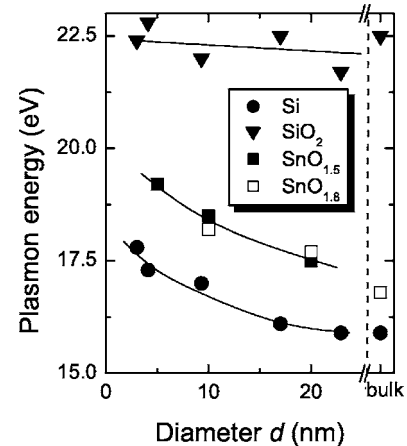 Plasmon energy (eV)
22.5
20.0
17.5
15.0
Si
SiO2
SnO1.5
SnO1.8
0 10 20 bulk
Diameter d (nm)